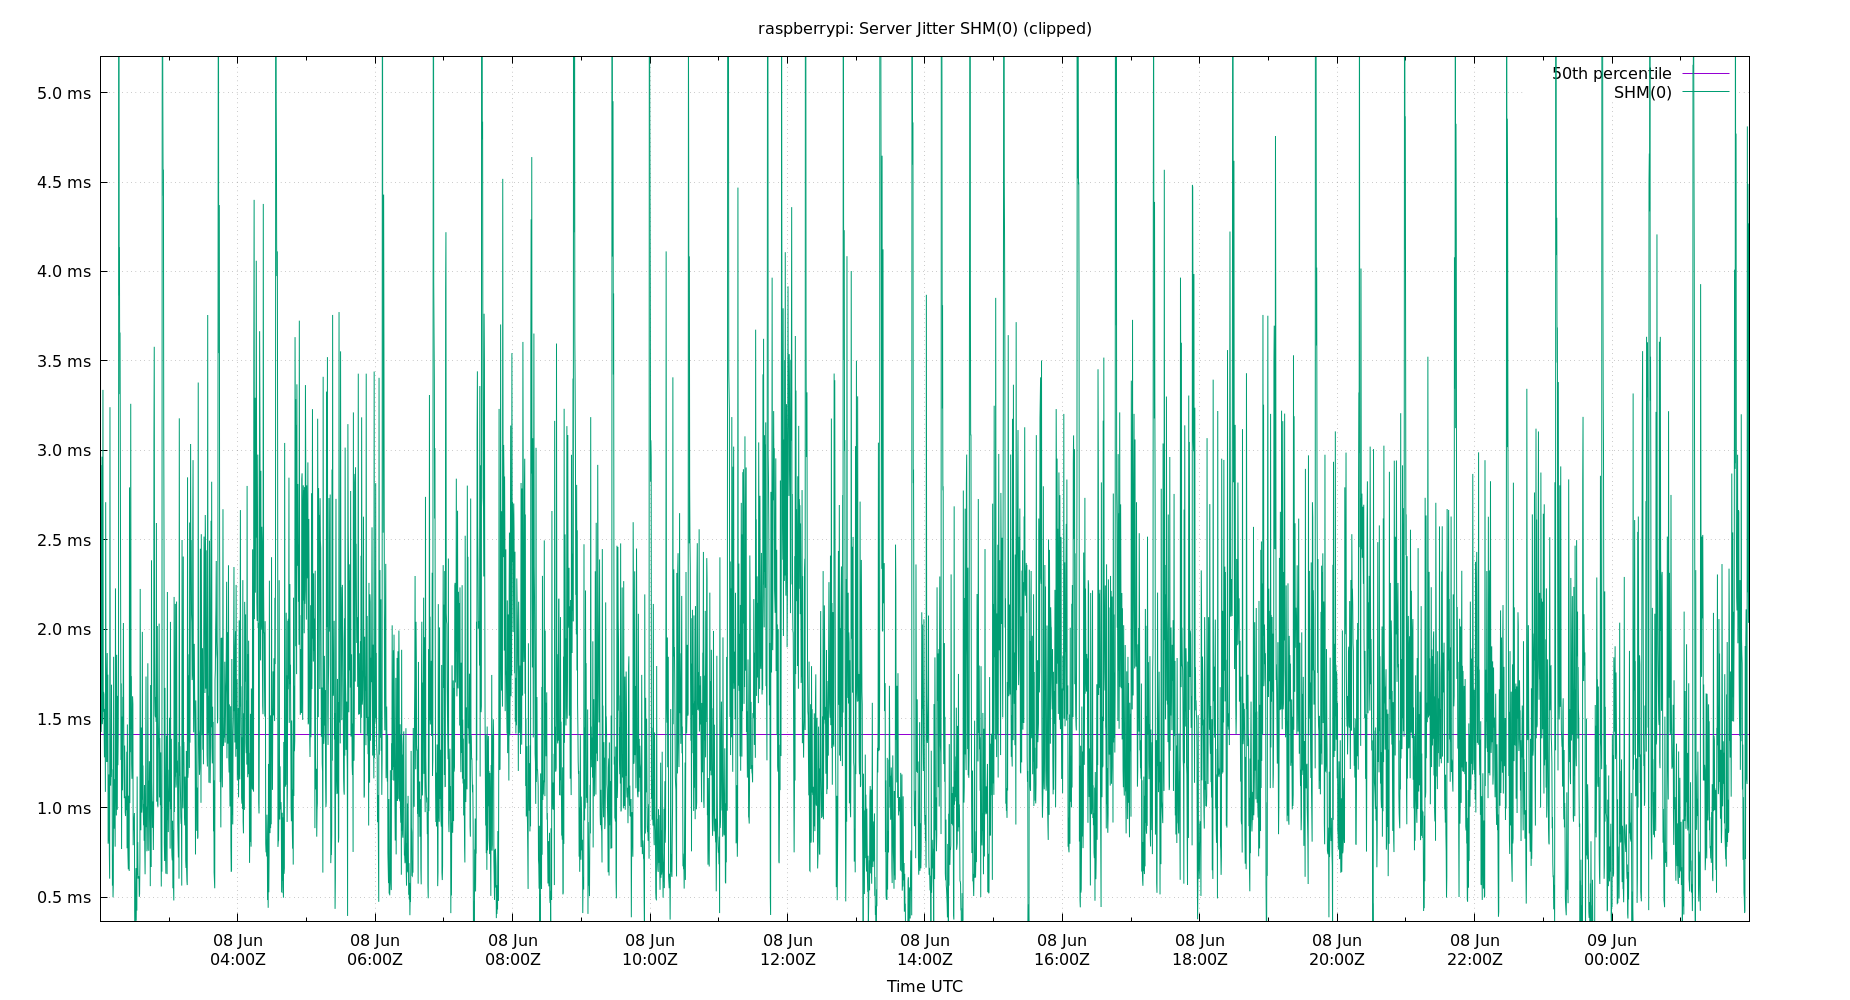 raspberrypi: Server Jitter SHM(0) (clipped)
50th percentile
SHM(0)
5.0 ms
4.5 ms
4.0 ms
3.5 ms
3.0 ms
2.5 ms
2.0 ms
1.5 ms
1.0 ms
0.5 ms
08 Jun 08 Jun 08 Jun 08 Jun 08 Jun 08 Jun 08 Jun 08 Jun 08 Jun 08 Jun 09 Jun
04:00Z 06:00Z 08:00Z 10:00Z 12:00Z 14:00Z 16:00Z 18:00Z 20:00Z 22:00Z 00:00Z
Time UTC